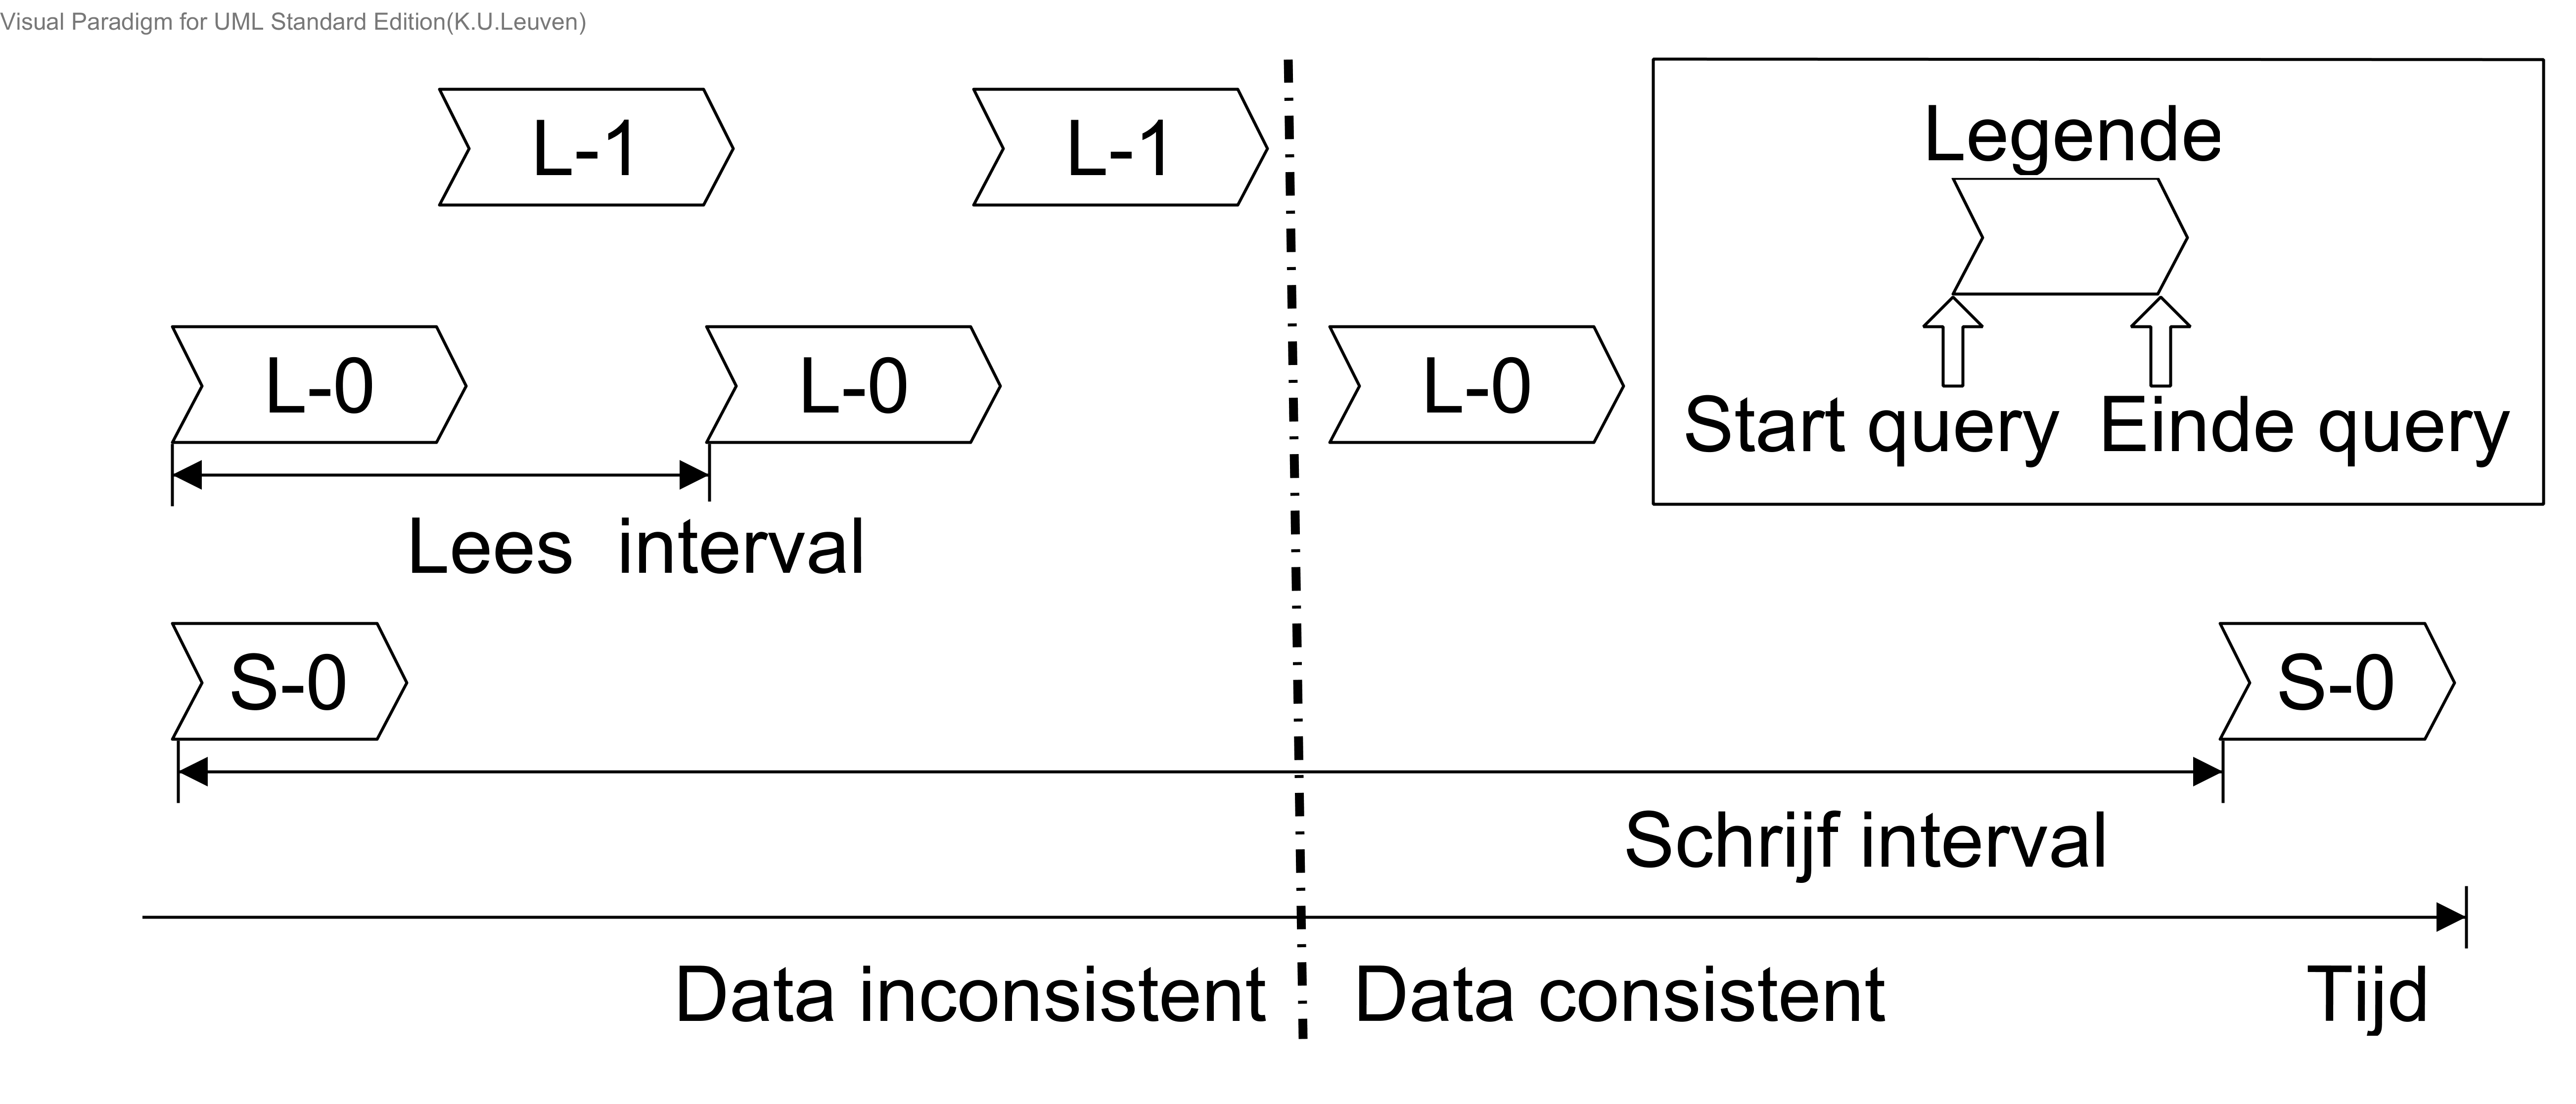 Visual Paradigm for UML Standard Edition(K.U.Leuven)
L-1 L-1
Legende
L-0 L-0 L-0
Start query Einde query
Lees interval
S-0 S-0
Schrijf interval
Data inconsistent Data consistent Tijd